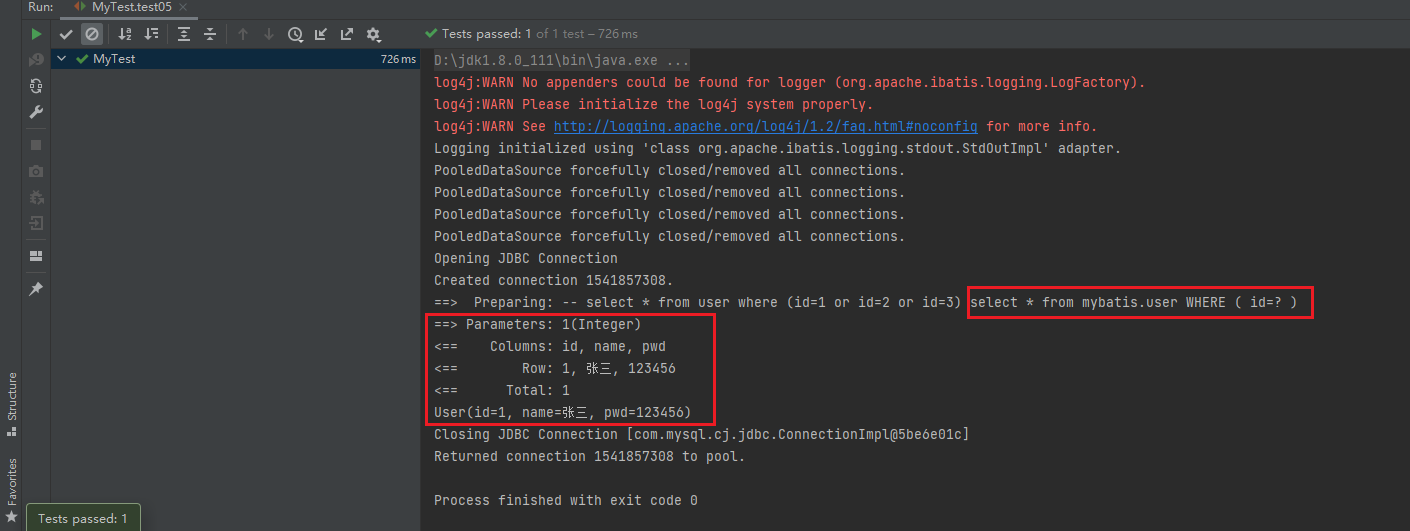 Run:
MyTest.test05
Tests passed: 1 of 1 test – 726 ms
MyTest
726 ms
D:\jdk1.8.0_111\bin\java.exe ...
log4j:WARN No appenders could be found for logger (org.apache.ibatis.logging.LogFactory).
log4j:WARN Please initialize the log4j system properly.
log4j:WARN See http://logging.apache.org/log4j/1.2/faq.html#noconfig for more info.
Logging initialized using 'class org.apache.ibatis.logging.stdout.StdOutImpl' adapter.
PooledDataSource forcefully closed/removed all connections.
PooledDataSource forcefully closed/removed all connections.
PooledDataSource forcefully closed/removed all connections.
PooledDataSource forcefully closed/removed all connections.
Opening JDBC Connection
Created connection 1541857308.
==>  Preparing: -- select * from user where (id=1 or id=2 or id=3) select * from mybatis.user WHERE ( id=? )
==> Parameters: 1(Integer)
<==    Columns: id, name, pwd
<==        Row: 1, 张三, 123456
<==      Total: 1
User(id=1, name=张三, pwd=123456)
Closing JDBC Connection [com.mysql.cj.jdbc.ConnectionImpl@5be6e01c]
Returned connection 1541857308 to pool.
Process finished with exit code 0
Structure
Favorites
Tests passed: 1